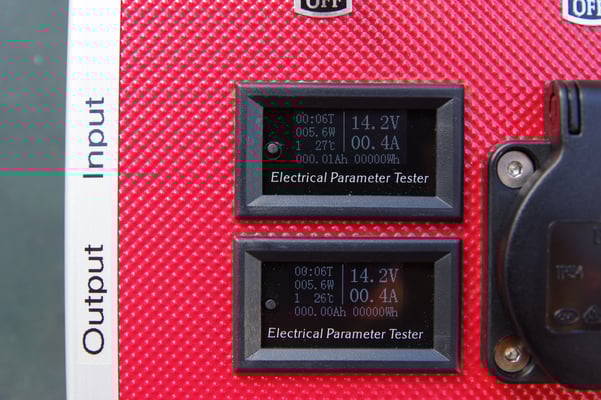 OFF
OFF
Input
00:06T 14.2V
005.6W
1 27℃ 00.4A
000.01Ah 00000Wh
Electrical Parameter Tester
Output
00:06T 14.2V
005.6W
1 26℃ 00.4A
000.00Ah 00000Wh
Electrical Parameter Tester